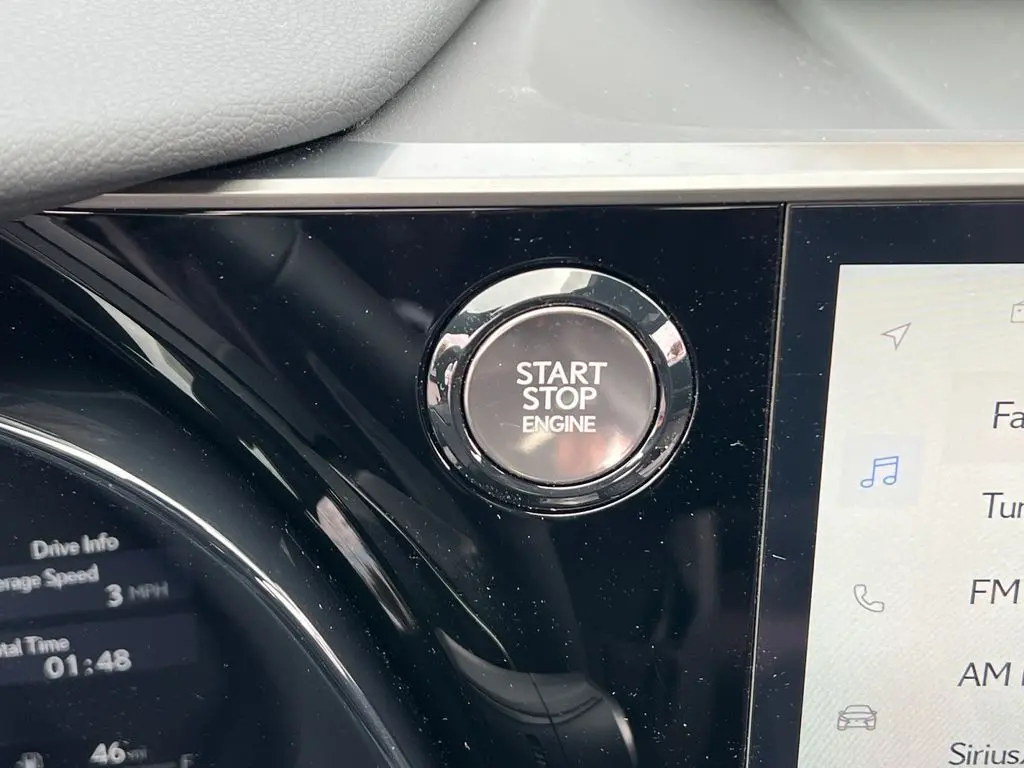 START
STOP
ENGINE
Drive Info
erage Speed
3 MPH
tal Time
01:48
46 mi
F
Fa
Tur
FM
AM
Sirius